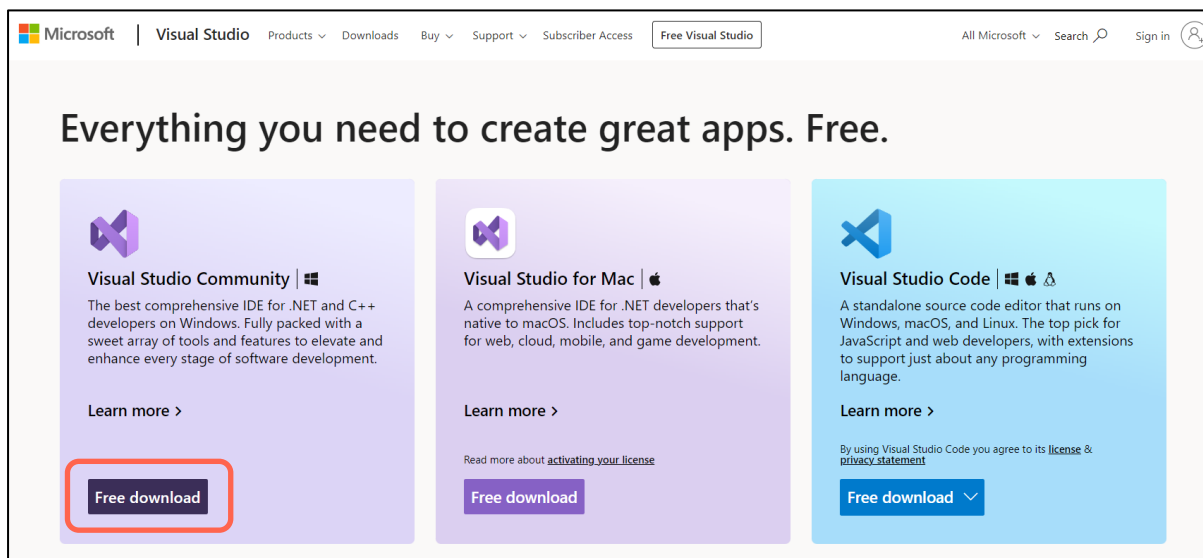 Microsoft | Visual Studio Products Downloads Buy Support Subscriber Access Free Visual Studio All Microsoft Search Sign in
Everything you need to create great apps. Free.
Visual Studio Community
The best comprehensive IDE for .NET and C++
developers on Windows. Fully packed with a
sweet array of tools and features to elevate and
enhance every stage of software development.
Learn more >
Free download
Visual Studio for Mac
A comprehensive IDE for .NET developers that's
native to macOS. Includes top-notch support
for web, cloud, mobile, and game development.
Learn more >
Read more about activating your license
Free download
Visual Studio Code
A standalone source code editor that runs on
Windows, macOS, and Linux. The top pick for
JavaScript and web developers, with extensions
to support just about any programming
language.
Learn more >
By using Visual Studio Code you agree to its license &
privacy statement
Free download